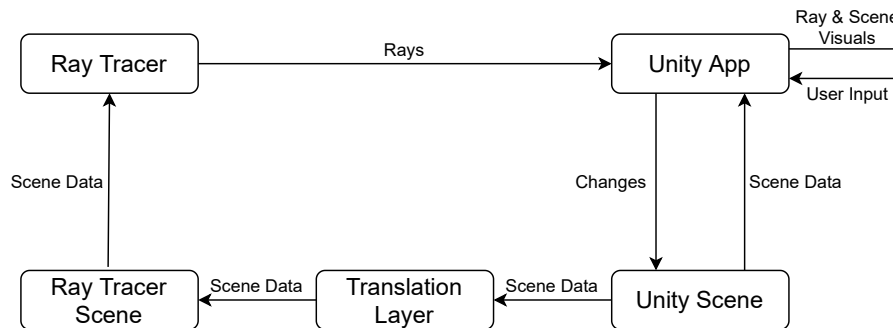 Ray & Scene
Visuals
Ray Tracer
Rays
Unity App
User Input
Scene Data
Changes
Scene Data
Ray Tracer
Scene
Scene Data
Translation
Layer
Scene Data
Unity Scene